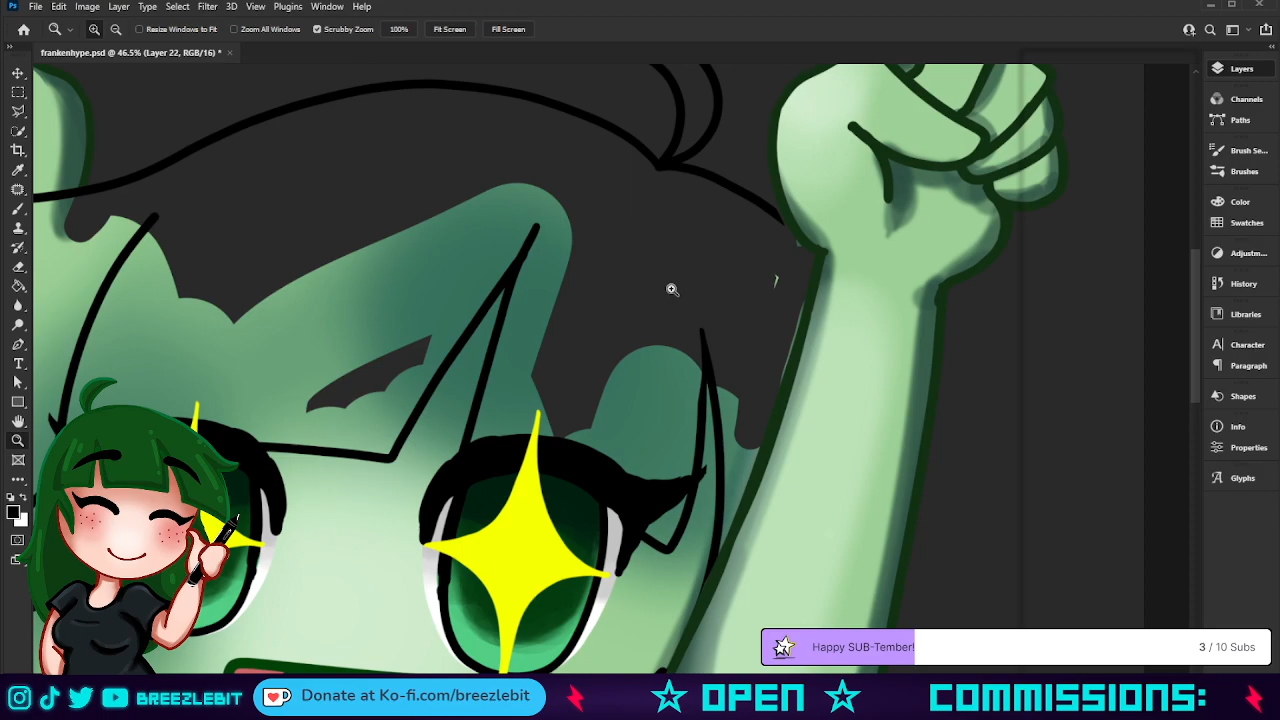 Ps File Edit Image Layer Type Select Filter 3D View Plugins Window Help
Resize Windows to Fit Zoom All Windows Scrubby Zoom 100% Fit Screen Fill Screen
frankenhype.psd @ 46.5% (Layer 22, RGB/16) * ×
Layers
Channels
Paths
Brush Se...
Brushes
Color
Swatches
Adjustm...
History
Libraries
Character
Paragraph
Shapes
Info
Properties
Glyphs
Happy SUB-Tember! 3 / 10 Subs
BREEZLEBIT Donate at Ko-fi.com/breezlebit OPEN COMMISSIONS: